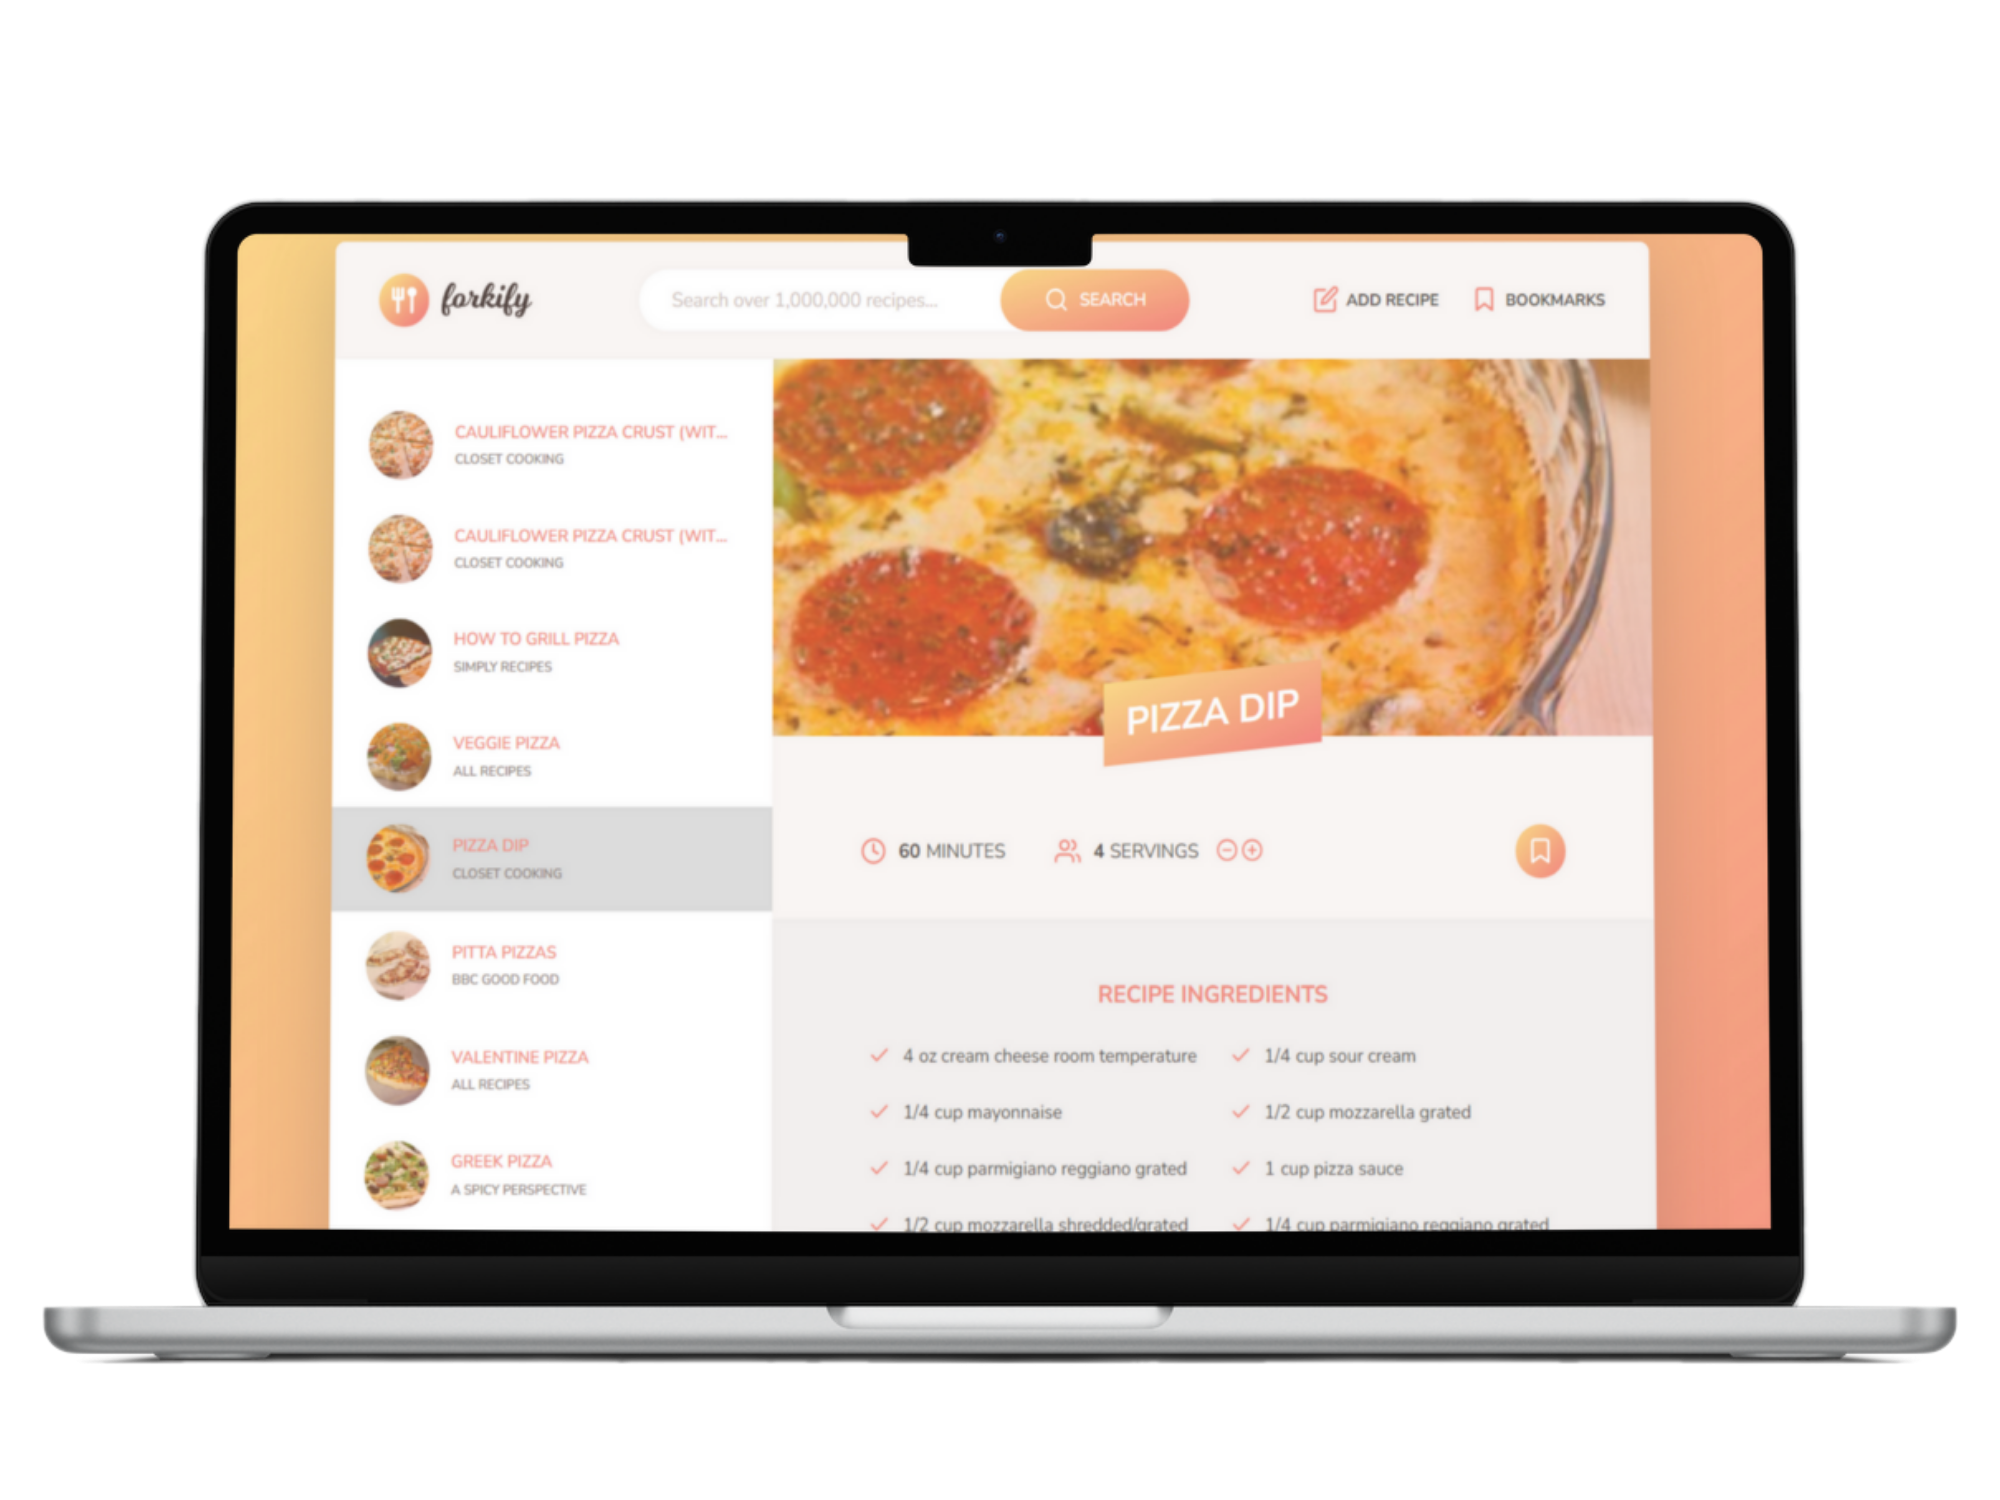 forkify
Search over 1,000,000 recipes...
SEARCH
ADD RECIPE
BOOKMARKS
CAULIFLOWER PIZZA CRUST (WIT...
CLOSET COOKING
CAULIFLOWER PIZZA CRUST (WIT...
CLOSET COOKING
HOW TO GRILL PIZZA
SIMPLY RECIPES
VEGGIE PIZZA
ALL RECIPES
PIZZA DIP
CLOSET COOKING
PITTA PIZZAS
BBC GOOD FOOD
VALENTINE PIZZA
ALL RECIPES
GREEK PIZZA
A SPICY PERSPECTIVE
PIZZA DIP
60 MINUTES
4 SERVINGS
RECIPE INGREDIENTS
4 oz cream cheese room temperature
1/4 cup sour cream
1/4 cup mayonnaise
1/2 cup mozzarella grated
1/4 cup parmigiano reggiano grated
1 cup pizza sauce
1/2 cup mozzarella shredded/grated
1/4 cup parmigiano reggiano grated